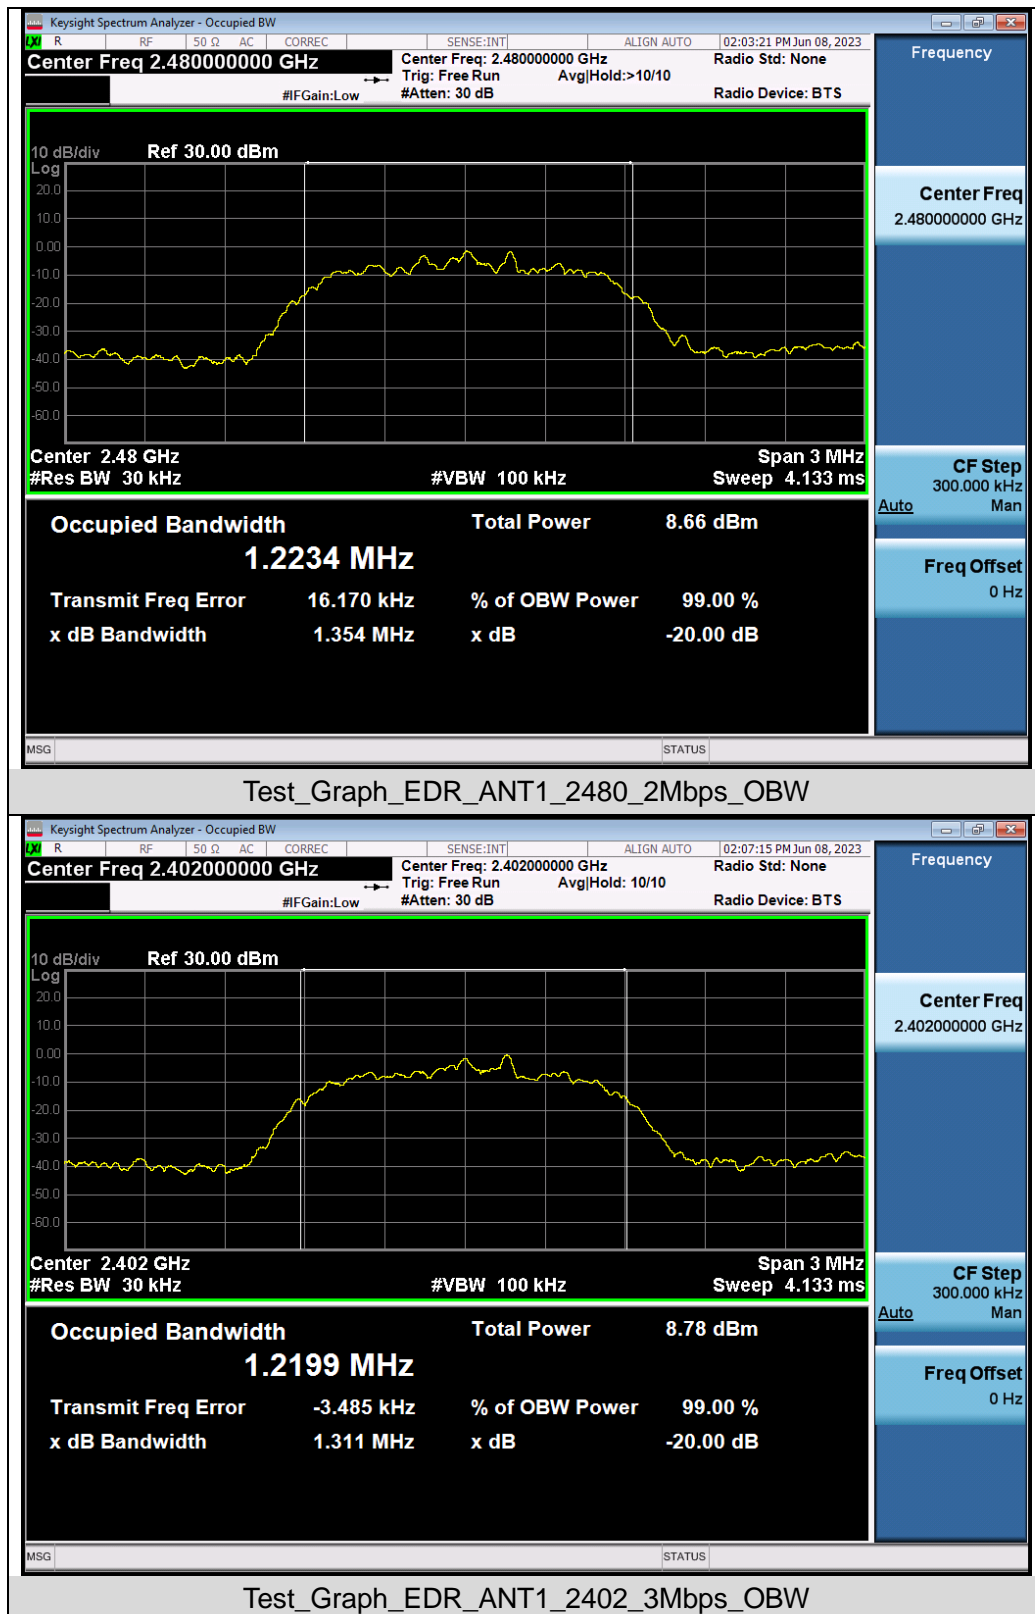 Keysight Spectrum Analyzer - Occupied BW
LXI R RF 50 Ω AC CORREC SENSE:INT ALIGN AUTO 02:03:21 PM Jun 08, 2023
Center Freq 2.480000000 GHz Center Freq: 2.480000000 GHz Radio Std: None Frequency
Trig: Free Run Avg|Hold:>10/10
#IFGain:Low #Atten: 30 dB Radio Device: BTS
10 dB/div Ref 30.00 dBm
Log
20.0
10.0
0.00
-10.0
-20.0
-30.0
-40.0
-50.0
-60.0
Center Freq
2.480000000 GHz
Center 2.48 GHz Span 3 MHz
#Res BW 30 kHz #VBW 100 kHz Sweep 4.133 ms
CF Step
300.000 kHz
Auto Man
Freq Offset
0 Hz
Occupied Bandwidth Total Power 8.66 dBm
1.2234 MHz
Transmit Freq Error 16.170 kHz % of OBW Power 99.00 %
x dB Bandwidth 1.354 MHz x dB -20.00 dB
MSG STATUS
Test_Graph_EDR_ANT1_2480_2Mbps_OBW
Keysight Spectrum Analyzer - Occupied BW
LXI R RF 50 Ω AC CORREC SENSE:INT ALIGN AUTO 02:07:15 PM Jun 08, 2023
Center Freq 2.402000000 GHz Center Freq: 2.402000000 GHz Radio Std: None Frequency
Trig: Free Run Avg|Hold: 10/10
#IFGain:Low #Atten: 30 dB Radio Device: BTS
10 dB/div Ref 30.00 dBm
Log
20.0
10.0
0.00
-10.0
-20.0
-30.0
-40.0
-50.0
-60.0
Center Freq
2.402000000 GHz
Center 2.402 GHz Span 3 MHz
#Res BW 30 kHz #VBW 100 kHz Sweep 4.133 ms
CF Step
300.000 kHz
Auto Man
Freq Offset
0 Hz
Occupied Bandwidth Total Power 8.78 dBm
1.2199 MHz
Transmit Freq Error -3.485 kHz % of OBW Power 99.00 %
x dB Bandwidth 1.311 MHz x dB -20.00 dB
MSG STATUS
Test_Graph_EDR_ANT1_2402_3Mbps_OBW